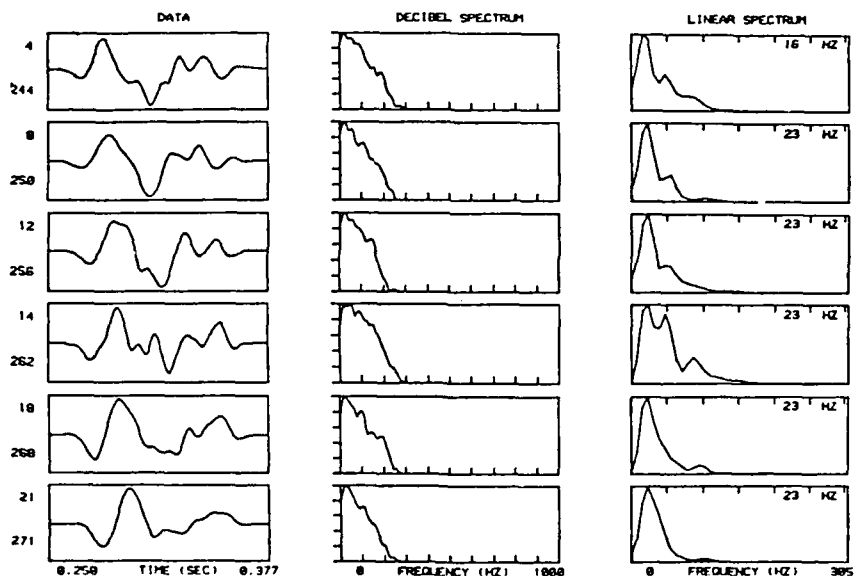 DATA DECIBEL SPECTRUM LINEAR SPECTRUM
4 16 HZ
244
8 23 HZ
250
12 23 HZ
256
14 23 HZ
262
18 23 HZ
268
21 23 HZ
271
0.250 TIME (SEC) 0.377 0 FREQUENCY (HZ) 1000 0 FREQUENCY (HZ) 305